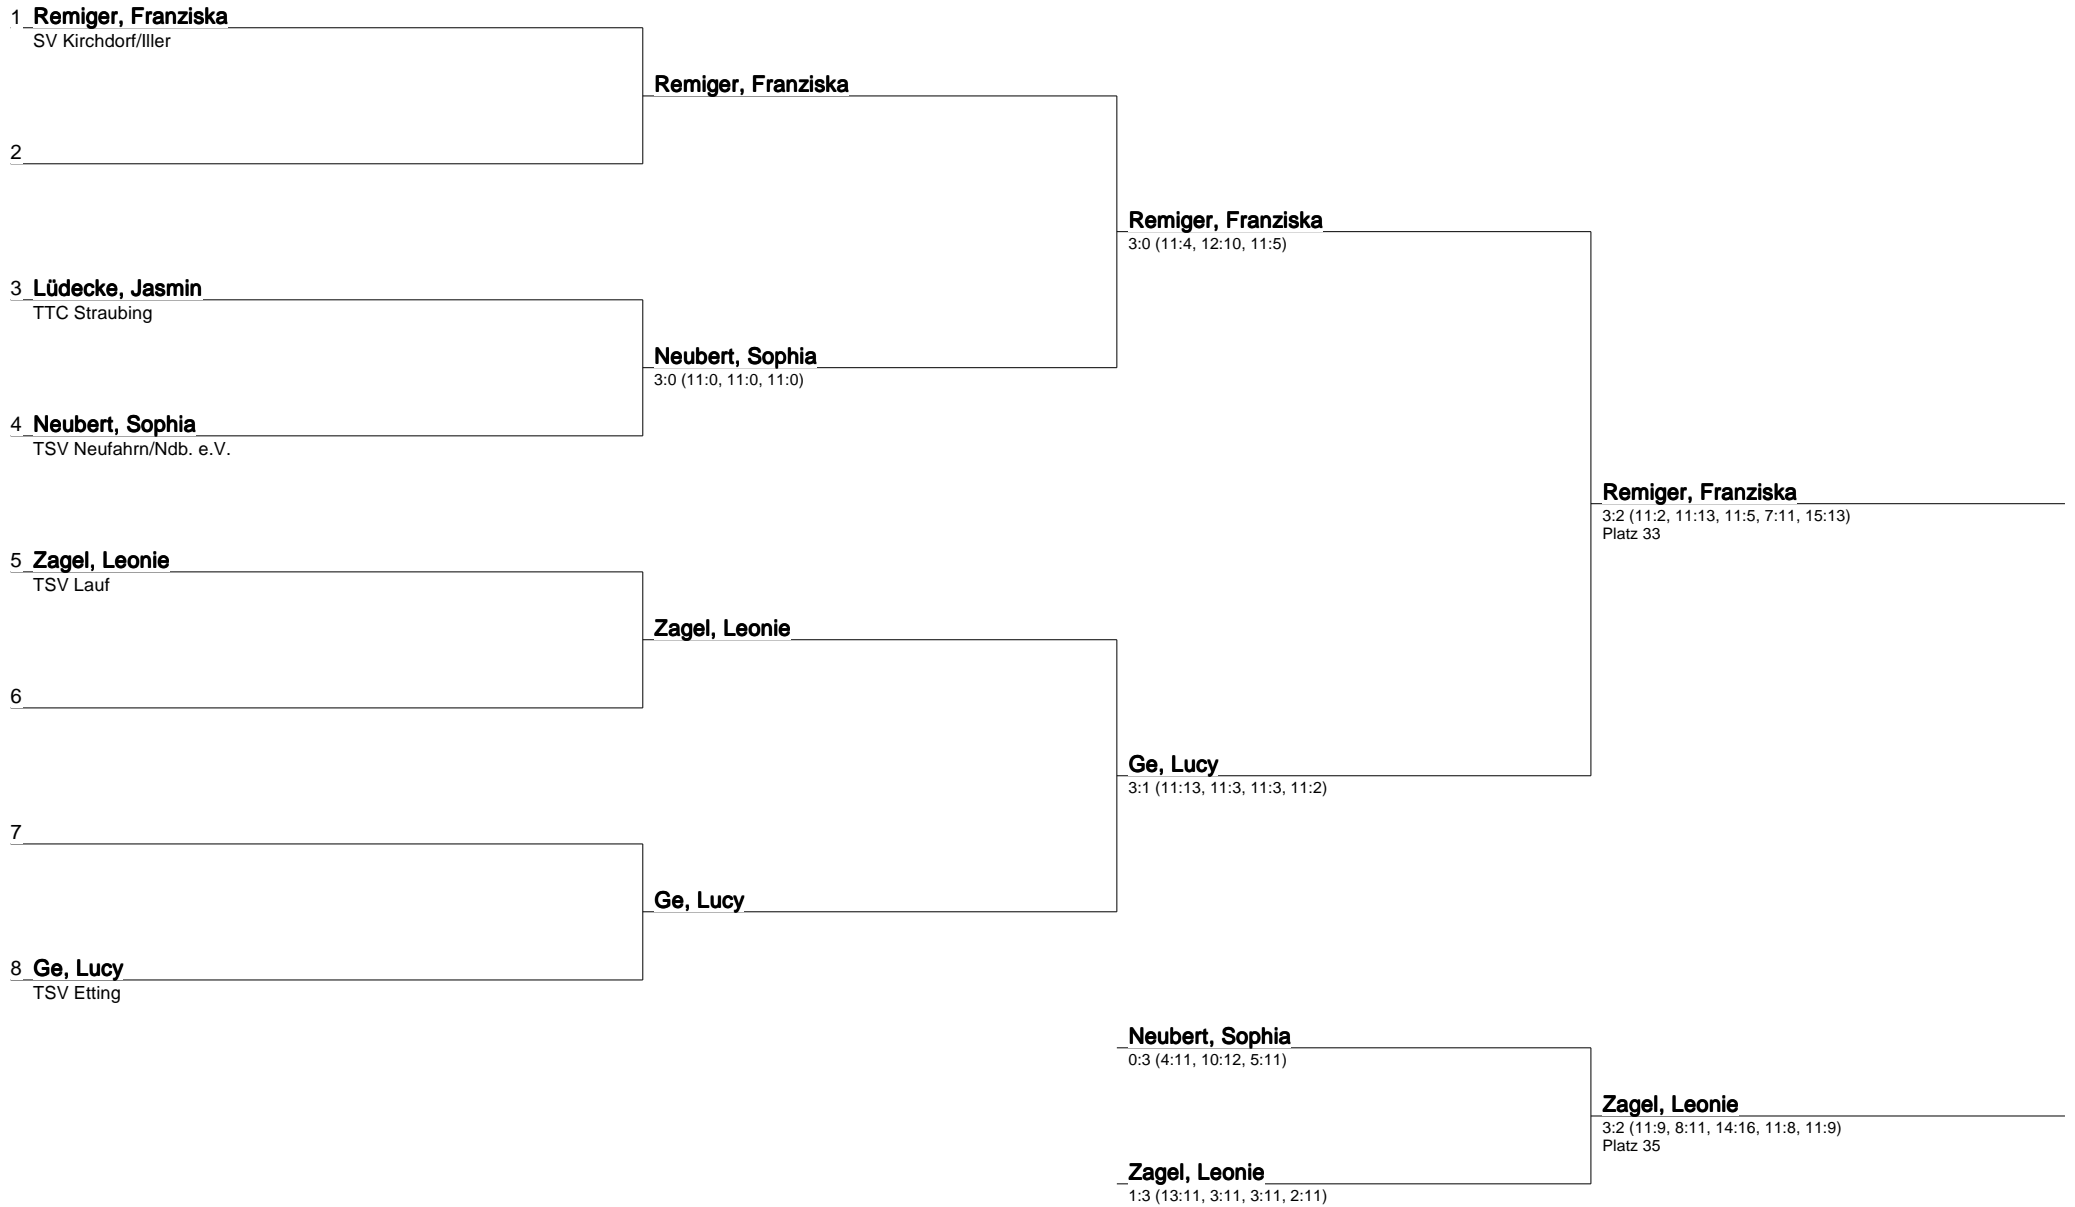 1 Remiger, Franziska
SV Kirchdorf/Iller
Remiger, Franziska
2
Remiger, Franziska
3:0 (11:4, 12:10, 11:5)
3 Lüdecke, Jasmin
TTC Straubing
Neubert, Sophia
3:0 (11:0, 11:0, 11:0)
4 Neubert, Sophia
TSV Neufahrn/Ndb. e.V.
Remiger, Franziska
3:2 (11:2, 11:13, 11:5, 7:11, 15:13)
Platz 33
5 Zagel, Leonie
TSV Lauf
Zagel, Leonie
6
Ge, Lucy
3:1 (11:13, 11:3, 11:3, 11:2)
7
Ge, Lucy
8 Ge, Lucy
TSV Etting
Neubert, Sophia
0:3 (4:11, 10:12, 5:11)
Zagel, Leonie
3:2 (11:9, 8:11, 14:16, 11:8, 11:9)
Platz 35
Zagel, Leonie
1:3 (13:11, 3:11, 3:11, 2:11)